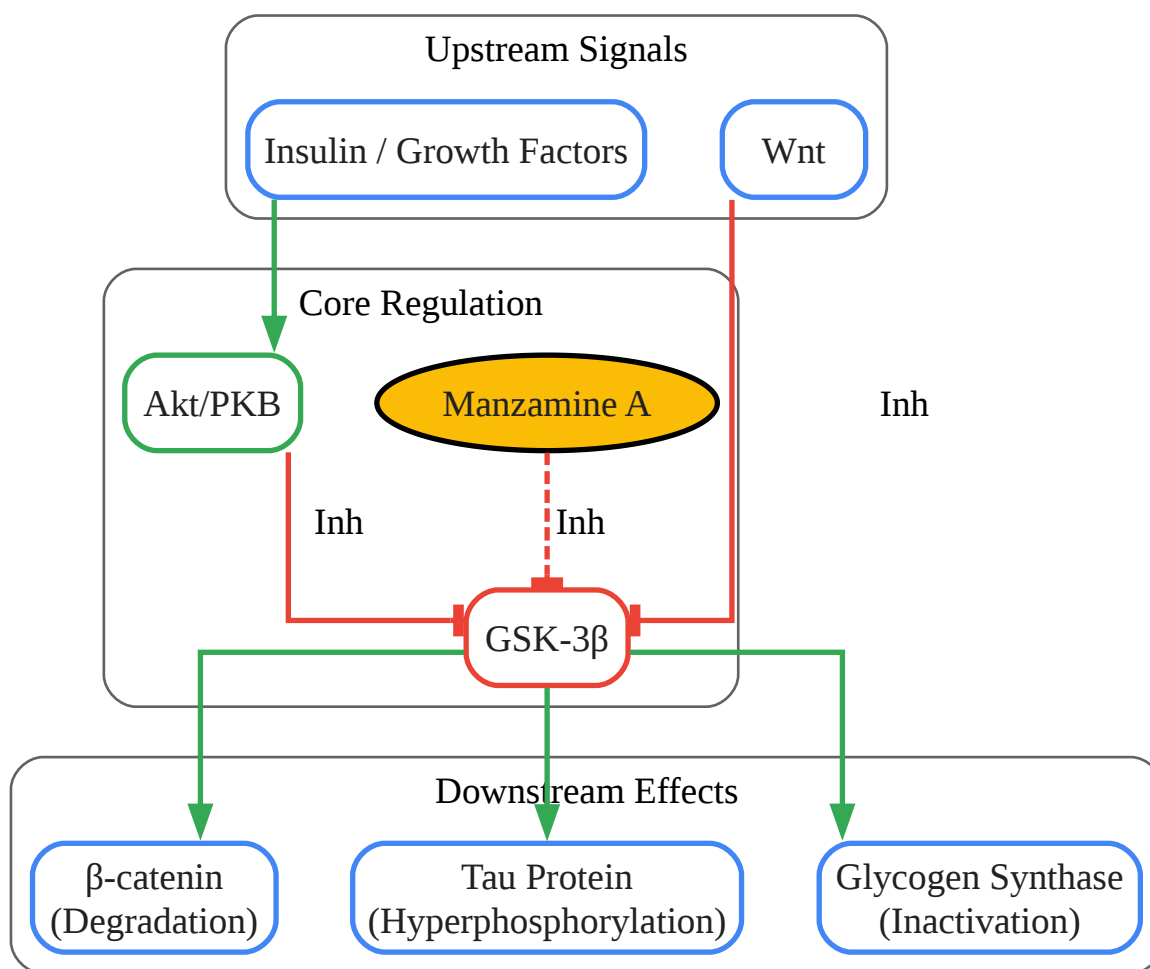 Upstream Signals
Insulin / Growth Factors
Wnt
Core Regulation
Akt/PKB
Manzamine A
Inh
Inh
Inh
GSK-3β
Downstream Effects
β-catenin
(Degradation)
Tau Protein
(Hyperphosphorylation)
Glycogen Synthase
(Inactivation)